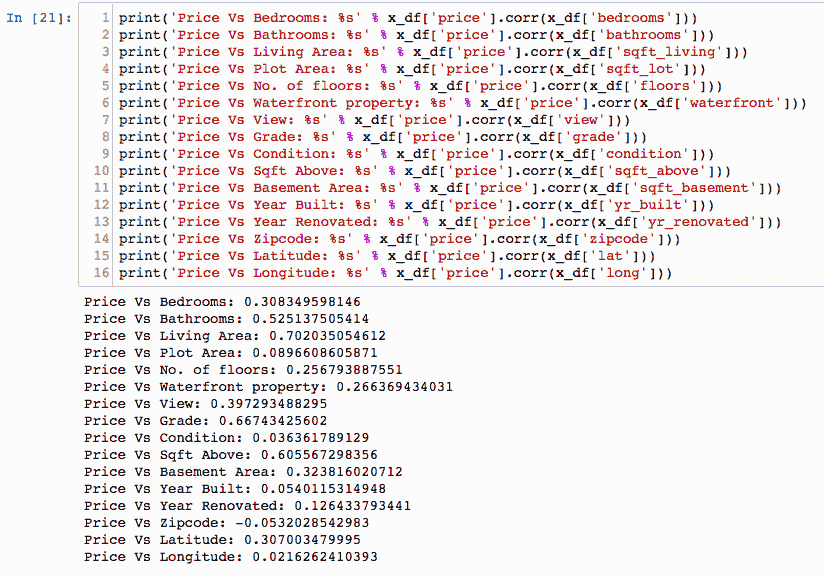 In [21]:
1 print('Price Vs Bedrooms: %s' % x_df['price'].corr(x_df['bedrooms']))
2 print('Price Vs Bathrooms: %s' % x_df['price'].corr(x_df['bathrooms']))
3 print('Price Vs Living Area: %s' % x_df['price'].corr(x_df['sqft_living']))
4 print('Price Vs Plot Area: %s' % x_df['price'].corr(x_df['sqft_lot']))
5 print('Price Vs No. of floors: %s' % x_df['price'].corr(x_df['floors']))
6 print('Price Vs Waterfront property: %s' % x_df['price'].corr(x_df['waterfront']))
7 print('Price Vs View: %s' % x_df['price'].corr(x_df['view']))
8 print('Price Vs Grade: %s' % x_df['price'].corr(x_df['grade']))
9 print('Price Vs Condition: %s' % x_df['price'].corr(x_df['condition']))
10 print('Price Vs Sqft Above: %s' % x_df['price'].corr(x_df['sqft_above']))
11 print('Price Vs Basement Area: %s' % x_df['price'].corr(x_df['sqft_basement']))
12 print('Price Vs Year Built: %s' % x_df['price'].corr(x_df['yr_built']))
13 print('Price Vs Year Renovated: %s' % x_df['price'].corr(x_df['yr_renovated']))
14 print('Price Vs Zipcode: %s' % x_df['price'].corr(x_df['zipcode']))
15 print('Price Vs Latitude: %s' % x_df['price'].corr(x_df['lat']))
16 print('Price Vs Longitude: %s' % x_df['price'].corr(x_df['long']))
Price Vs Bedrooms: 0.308349598146
Price Vs Bathrooms: 0.525137505414
Price Vs Living Area: 0.702035054612
Price Vs Plot Area: 0.0896608605871
Price Vs No. of floors: 0.256793887551
Price Vs Waterfront property: 0.266369434031
Price Vs View: 0.397293488295
Price Vs Grade: 0.66743425602
Price Vs Condition: 0.036361789129
Price Vs Sqft Above: 0.605567298356
Price Vs Basement Area: 0.323816020712
Price Vs Year Built: 0.0540115314948
Price Vs Year Renovated: 0.126433793441
Price Vs Zipcode: -0.0532028542983
Price Vs Latitude: 0.307003479995
Price Vs Longitude: 0.0216262410393